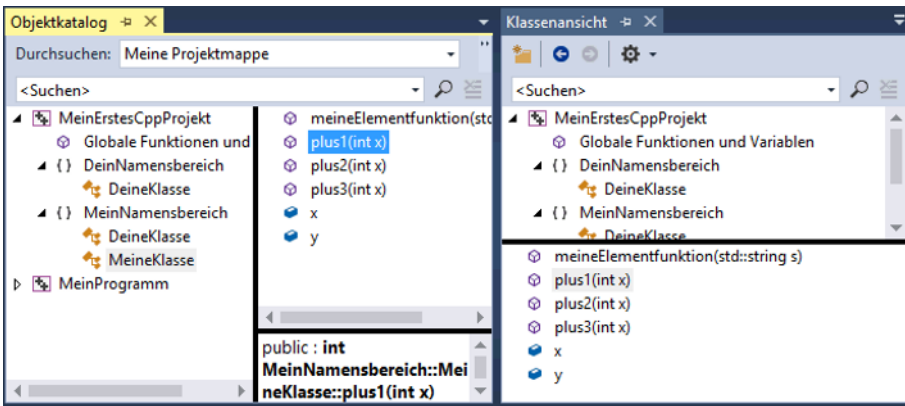 Objektkatalog
Durchsuchen: Meine Projektmappe
<Suchen>
MeinErstesCppProjekt
Globale Funktionen und
{ } DeinNamensbereich
DeineKlasse
{ } MeinNamensbereich
DeineKlasse
MeineKlasse
MeinProgramm
meineElementfunktion(std
plus1(int x)
plus2(int x)
plus3(int x)
x
y
public : int
MeinNamensbereich::Mei
neKlasse::plus1(int x)
Klassenansicht
<Suchen>
MeinErstesCppProjekt
Globale Funktionen und Variablen
{ } DeinNamensbereich
DeineKlasse
{ } MeinNamensbereich
DeineKlasse
meineElementfunktion(std::string s)
plus1(int x)
plus2(int x)
plus3(int x)
x
y